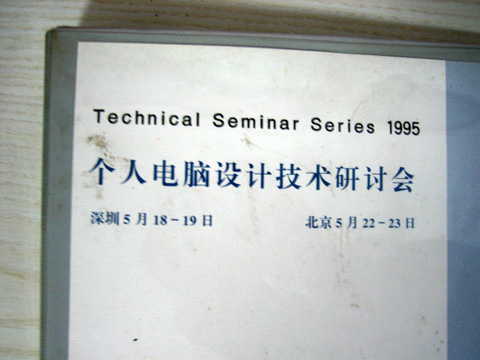 Technical Seminar Series 1995
个人电脑设计技术研讨会
深圳 5 月 18－19 日 北京 5 月 22－23 日